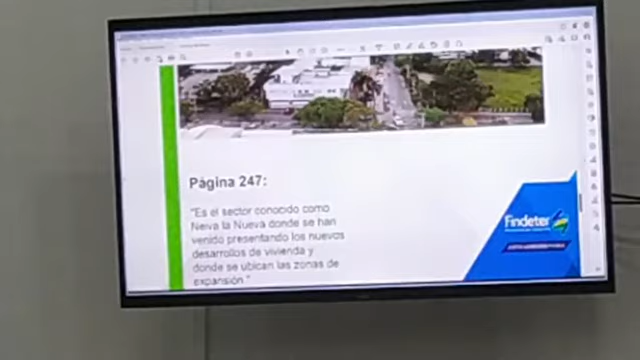 Página 247:
"Es el sector conocido como
Neiva la Nueva donde se han
venido presentando los nuevos
desarrollos de vivienda y
donde se ubican las zonas de
expansión."
Findeter